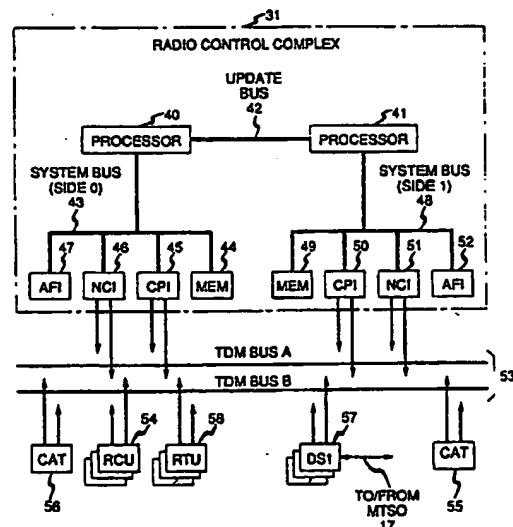 31
RADIO CONTROL COMPLEX
UPDATE
BUS
42
40
41
PROCESSOR
PROCESSOR
SYSTEM BUS
(SIDE 0)
43
SYSTEM BUS
(SIDE 1)
48
47
46
45
44
49
50
51
52
AFI
NCI
CPI
MEM
MEM
CPI
NCI
AFI
TDM BUS A
TDM BUS B
53
54
58
57
CAT
RCU
RTU
DS1
CAT
56
55
TO/FROM
MTSO
17